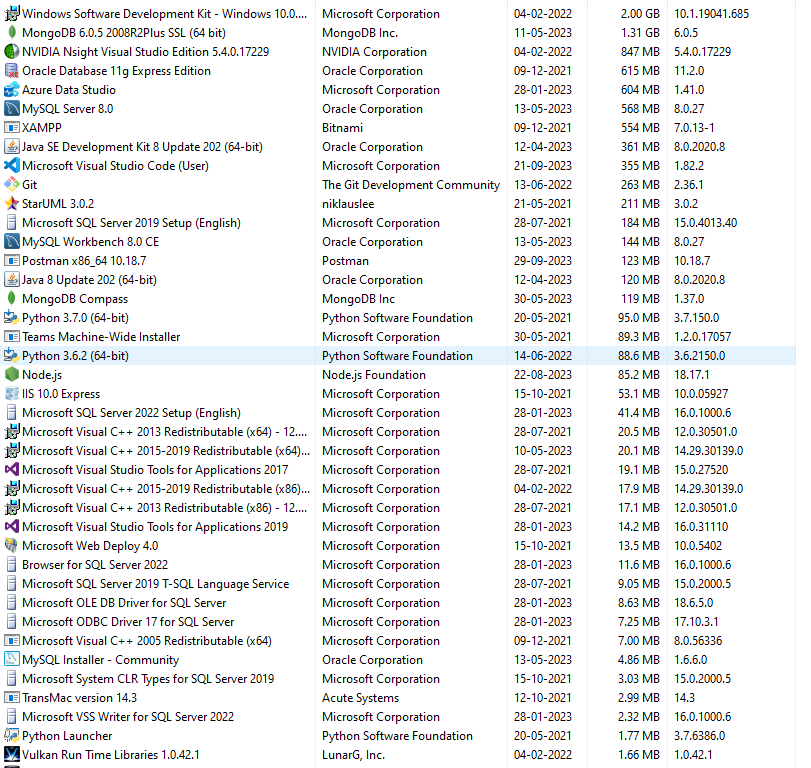 Windows Software Development Kit - Windows 10.0.... Microsoft Corporation 04-02-2022 2.00 GB 10.1.19041.685
MongoDB 6.0.5 2008R2Plus SSL (64 bit) MongoDB Inc. 11-05-2023 1.31 GB 6.0.5
NVIDIA Nsight Visual Studio Edition 5.4.0.17229 NVIDIA Corporation 04-02-2022 847 MB 5.4.0.17229
Oracle Database 11g Express Edition Oracle Corporation 09-12-2021 615 MB 11.2.0
Azure Data Studio Microsoft Corporation 28-01-2023 604 MB 1.41.0
MySQL Server 8.0 Oracle Corporation 13-05-2023 568 MB 8.0.27
XAMPP Bitnami 09-12-2021 554 MB 7.0.13-1
Java SE Development Kit 8 Update 202 (64-bit) Oracle Corporation 12-04-2023 361 MB 8.0.2020.8
Microsoft Visual Studio Code (User) Microsoft Corporation 21-09-2023 355 MB 1.82.2
Git The Git Development Community 13-06-2022 263 MB 2.36.1
StarUML 3.0.2 niklauslee 21-05-2021 211 MB 3.0.2
Microsoft SQL Server 2019 Setup (English) Microsoft Corporation 28-07-2021 184 MB 15.0.4013.40
MySQL Workbench 8.0 CE Oracle Corporation 13-05-2023 144 MB 8.0.27
Postman x86_64 10.18.7 Postman 29-09-2023 123 MB 10.18.7
Java 8 Update 202 (64-bit) Oracle Corporation 12-04-2023 120 MB 8.0.2020.8
MongoDB Compass MongoDB Inc 30-05-2023 119 MB 1.37.0
Python 3.7.0 (64-bit) Python Software Foundation 20-05-2021 95.0 MB 3.7.150.0
Teams Machine-Wide Installer Microsoft Corporation 30-05-2021 89.3 MB 1.2.0.17057
Python 3.6.2 (64-bit) Python Software Foundation 14-06-2022 88.6 MB 3.6.2150.0
Node.js Node.js Foundation 22-08-2023 85.2 MB 18.17.1
IIS 10.0 Express Microsoft Corporation 15-10-2021 53.1 MB 10.0.05927
Microsoft SQL Server 2022 Setup (English) Microsoft Corporation 28-01-2023 41.4 MB 16.0.1000.6
Microsoft Visual C++ 2013 Redistributable (x64) - 12.... Microsoft Corporation 28-07-2021 20.5 MB 12.0.30501.0
Microsoft Visual C++ 2015-2019 Redistributable (x64)... Microsoft Corporation 10-05-2023 20.1 MB 14.29.30139.0
Microsoft Visual Studio Tools for Applications 2017 Microsoft Corporation 28-07-2021 19.1 MB 15.0.27520
Microsoft Visual C++ 2015-2019 Redistributable (x86)... Microsoft Corporation 04-02-2022 17.9 MB 14.29.30139.0
Microsoft Visual C++ 2013 Redistributable (x86) - 12.... Microsoft Corporation 28-07-2021 17.1 MB 12.0.30501.0
Microsoft Visual Studio Tools for Applications 2019 Microsoft Corporation 28-01-2023 14.2 MB 16.0.31110
Microsoft Web Deploy 4.0 Microsoft Corporation 15-10-2021 13.5 MB 10.0.5402
Browser for SQL Server 2022 Microsoft Corporation 28-01-2023 11.6 MB 16.0.1000.6
Microsoft SQL Server 2019 T-SQL Language Service Microsoft Corporation 28-07-2021 9.05 MB 15.0.2000.5
Microsoft OLE DB Driver for SQL Server Microsoft Corporation 28-01-2023 8.63 MB 18.6.5.0
Microsoft ODBC Driver 17 for SQL Server Microsoft Corporation 28-01-2023 7.25 MB 17.10.3.1
Microsoft Visual C++ 2005 Redistributable (x64) Microsoft Corporation 09-12-2021 7.00 MB 8.0.56336
MySQL Installer - Community Oracle Corporation 13-05-2023 4.86 MB 1.6.6.0
Microsoft System CLR Types for SQL Server 2019 Microsoft Corporation 15-10-2021 3.03 MB 15.0.2000.5
TransMac version 14.3 Acute Systems 12-10-2021 2.99 MB 14.3
Microsoft VSS Writer for SQL Server 2022 Microsoft Corporation 28-01-2023 2.32 MB 16.0.1000.6
Python Launcher Python Software Foundation 20-05-2021 1.77 MB 3.7.6386.0
Vulkan Run Time Libraries 1.0.42.1 LunarG, Inc. 04-02-2022 1.66 MB 1.0.42.1